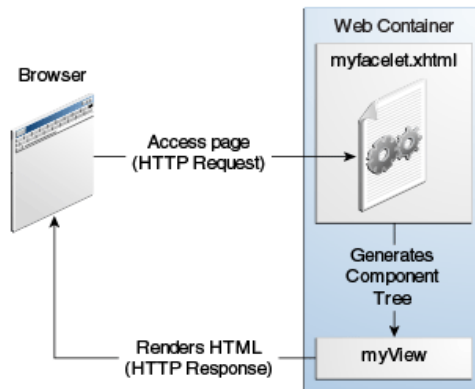 Web Container
myfacelet.xhtml
Browser
Access page
(HTTP Request)
Generates
Component
Tree
Renders HTML
(HTTP Response)
myView